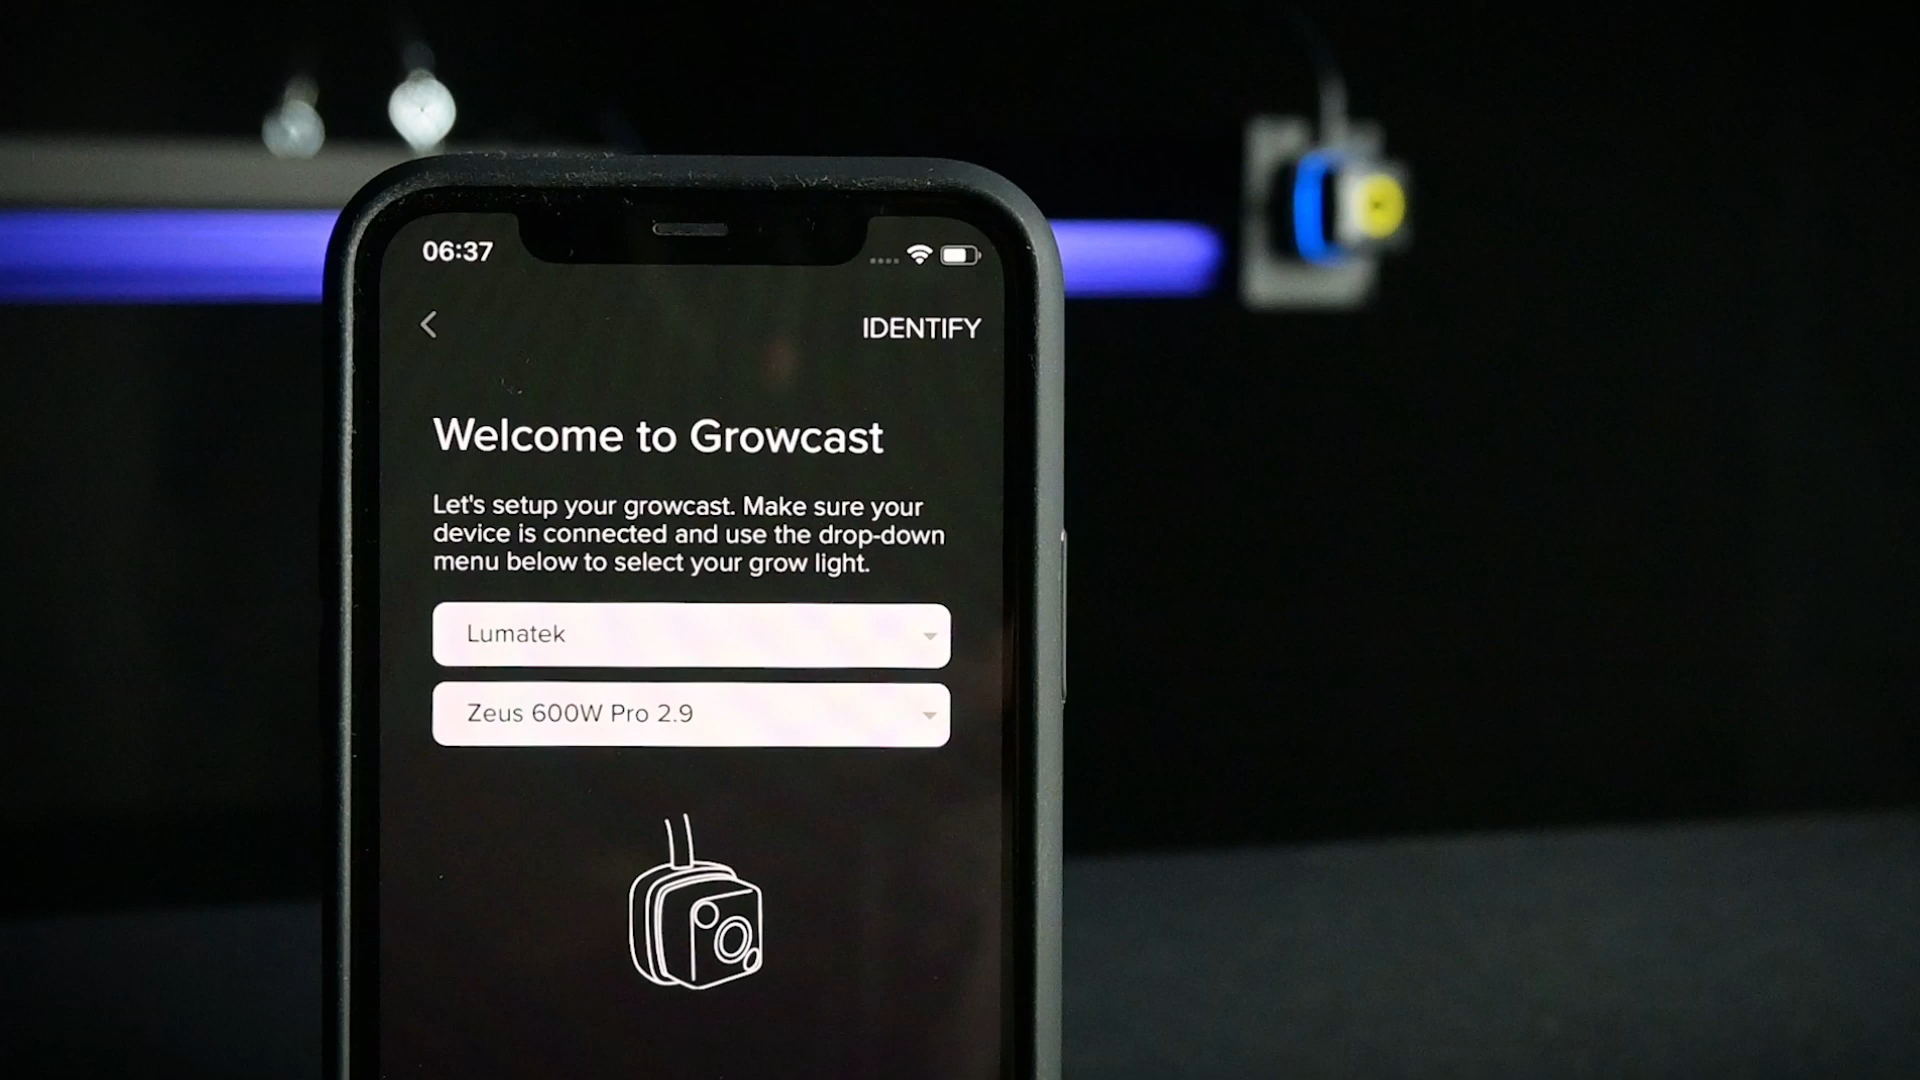 06:37
IDENTIFY
Welcome to Growcast
Let's setup your growcast. Make sure your
device is connected and use the drop-down
menu below to select your grow light.
Lumatek
Zeus 600W Pro 2.9